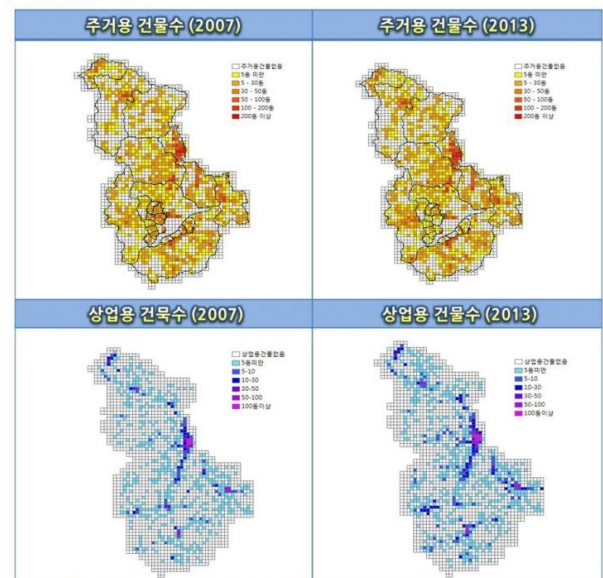 주거용 건물수 (2007)
주거용 건물수 (2013)
주거용건물없음
5동 미만
5 - 30동
30 - 50동
50 - 100동
100 - 200동
200동 이상
주거용건물없음
5동 미만
5 - 30동
30 - 50동
50 - 100동
100 - 200동
200동 이상
상업용 건묵수 (2007)
상업용 건물수 (2013)
상업용건물없음
5동미만
5-10
10-30
30-50
50-100
100동이상
상업용건물없음
5동미만
5-10
10-30
30-50
50-100
100동이상